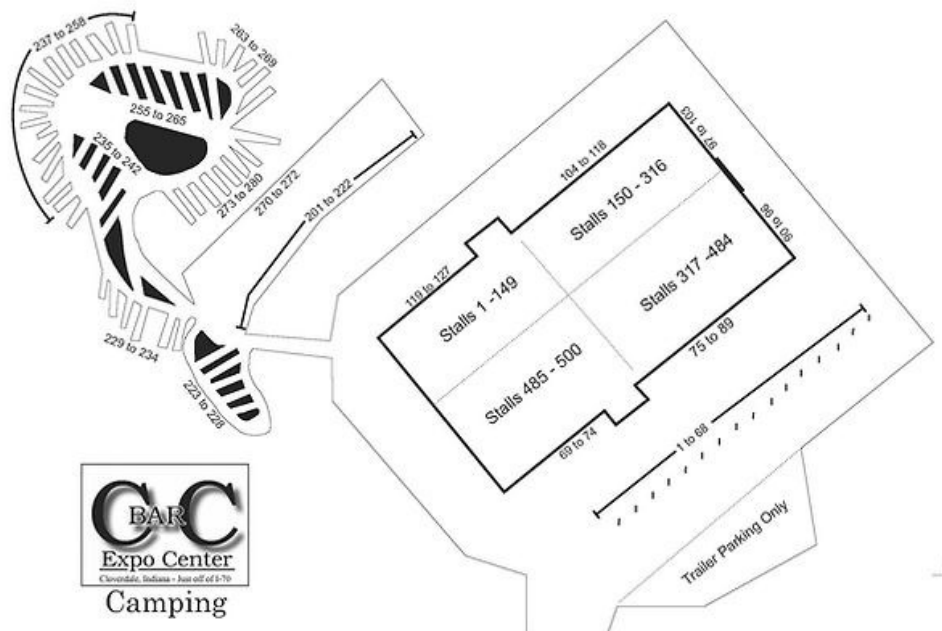 237 to 258
263 to 269
255 to 265
235 to 242
273 to 280
270 to 272
201 to 222
229 to 234
223 to 228
104 to 118
97 to 103
90 to 96
119 to 127
Stalls 150 - 316
Stalls 1 -149
Stalls 317 -484
Stalls 485 - 500
75 to 89
69 to 74
1 to 68
Trailer Parking Only
C BAR C
Expo Center
Cloverdale, Indiana - Just off of I-70
Camping